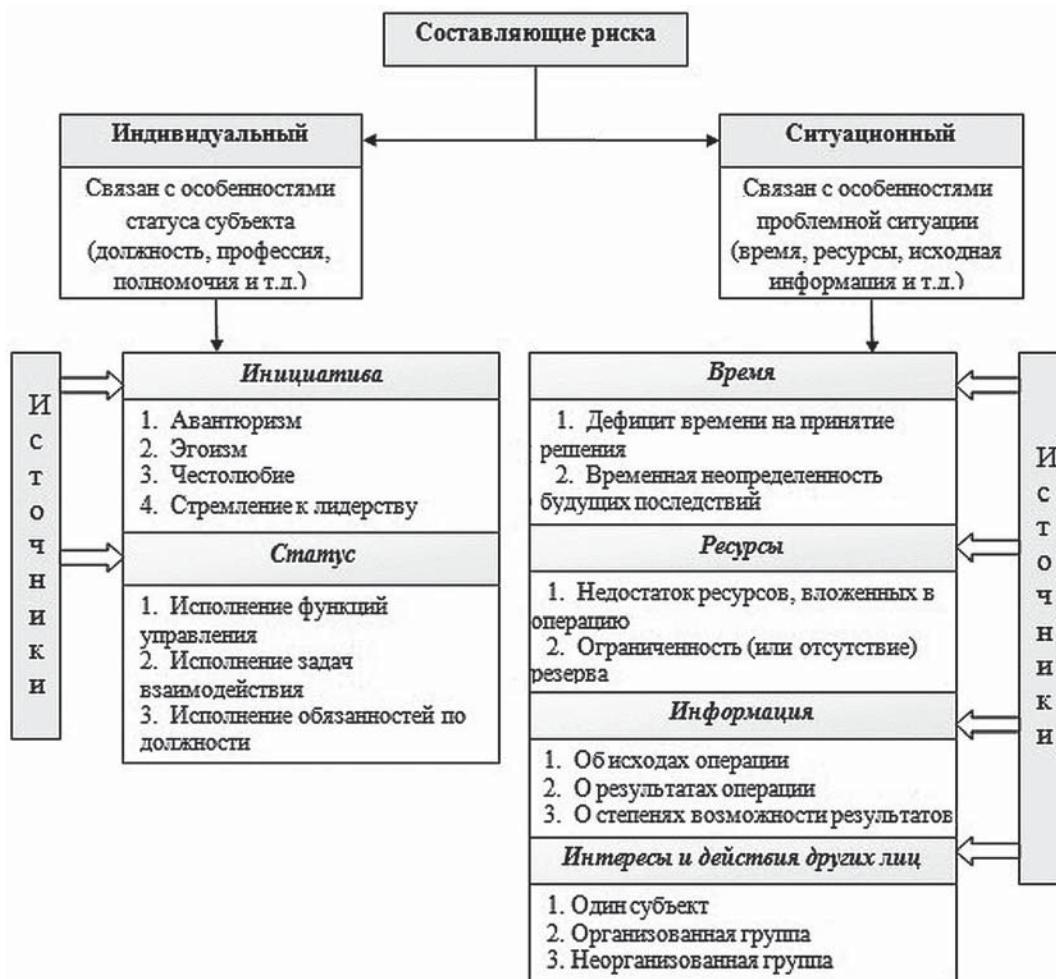 Составляющие риска
Индивидуальный
Связан с особенностями
статуса субъекта
(должность, профессия,
полномочия и т.д.)
Ситуационный
Связан с особенностями
проблемной ситуации
(время, ресурсы, исходная
информация и т.д.)
Источники
Инициатива
1. Авантюризм
2. Эгоизм
3. Честолюбие
4. Стремление к лидерству
Статус
1. Исполнение функций
управления
2. Исполнение задач
взаимодействия
3. Исполнение обязанностей по
должности
Время
1. Дефицит времени на принятие
решения
2. Временная неопределенность
будущих последствий
Ресурсы
1. Недостаток ресурсов, вложенных в
операцию
2. Ограниченность (или отсутствие)
резерва
Информация
1. Об исходах операции
2. О результатах операции
3. О степенях возможности результатов
Интересы и действия других лиц
1. Один субъект
2. Организованная группа
3. Неорганизованная группа
Источники